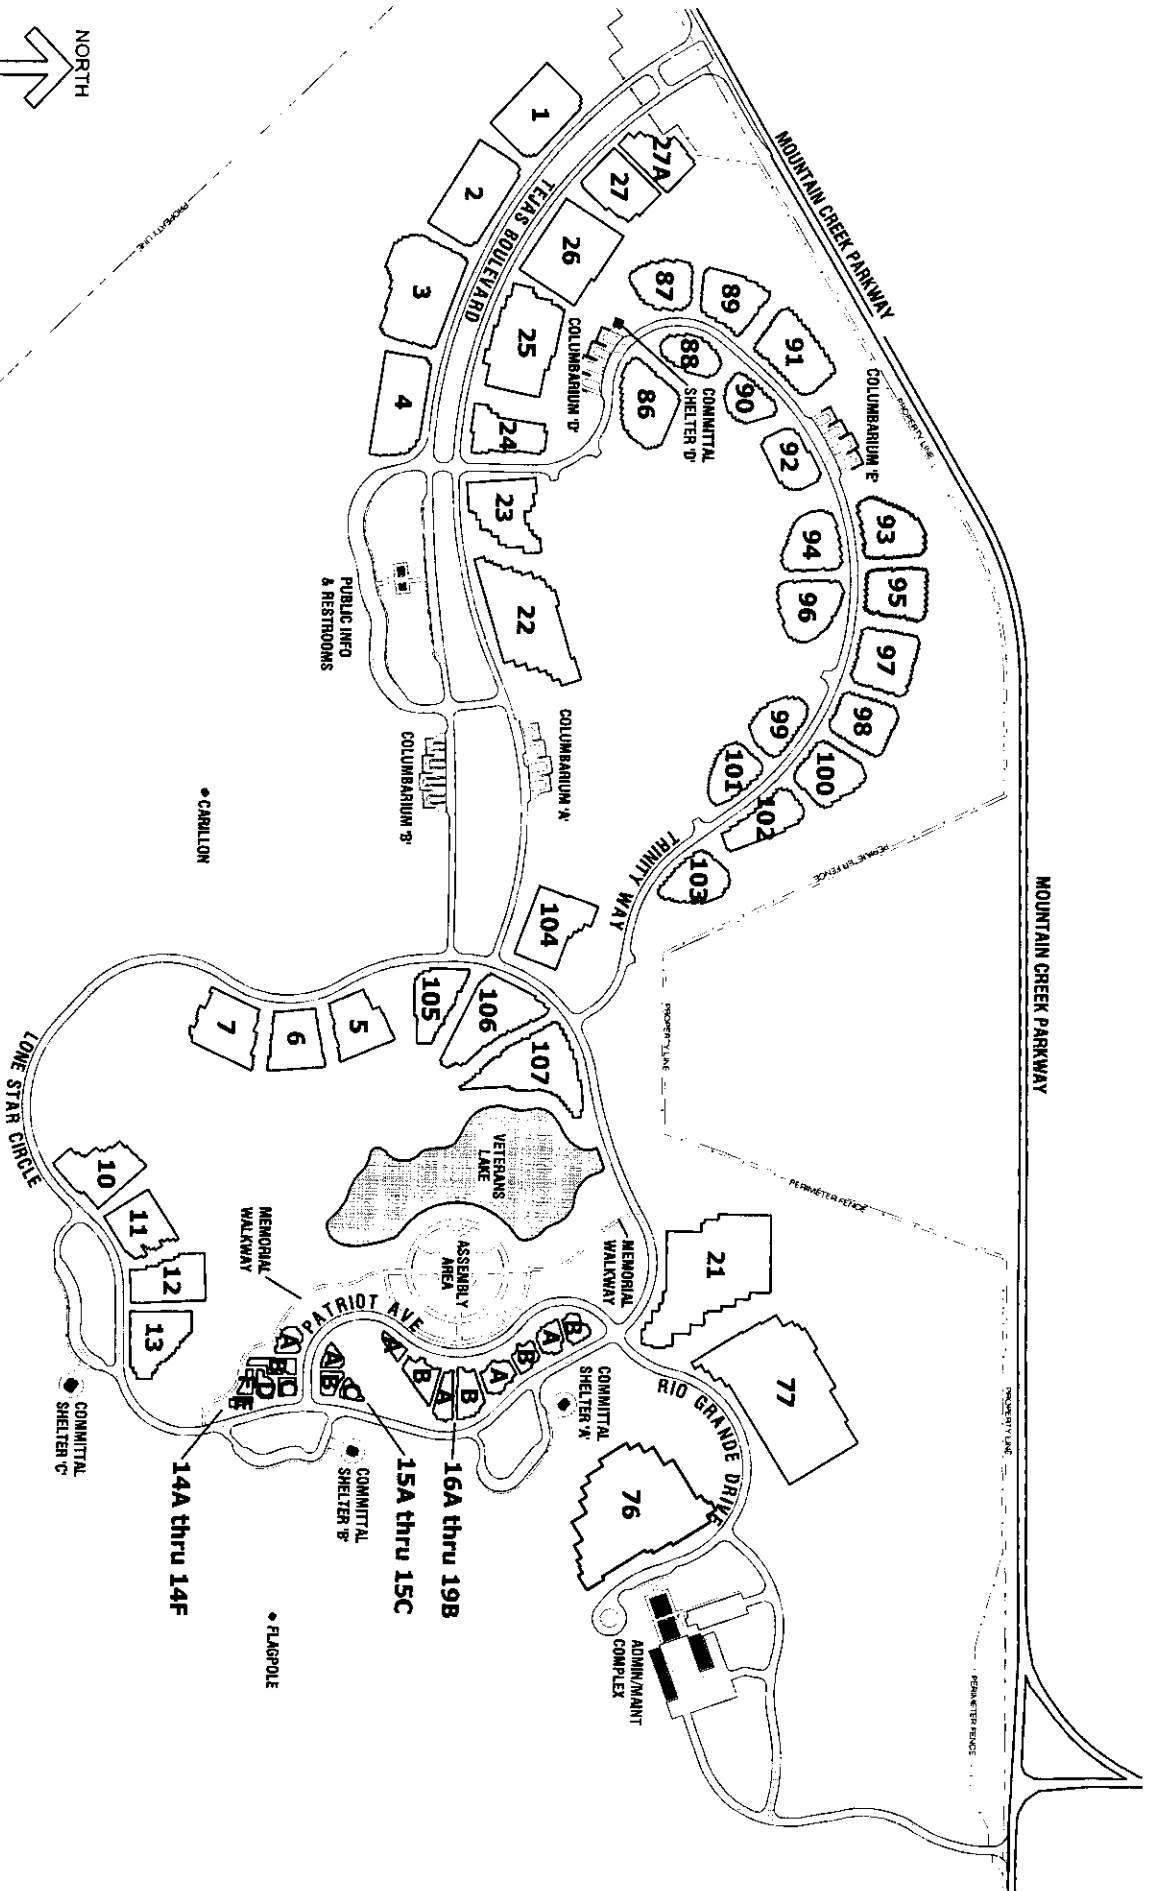 NORTH
MOUNTAIN CREEK PARKWAY
MOUNTAIN CREEK PARKWAY
PROPERTY LINE
PROPERTY LINE
PERIMETER FENCE
PROPERTY LINE
PERIMETER FENCE
PROPERTY LINE
PERIMETER FENCE
TEJAS BOULEVARD
1
2
3
4
27A
27
26
25
24
23
22
COLUMBARIUM 'D'
COMMITTAL
SHELTER 'D'
87
89
91
88
90
86
92
COLUMBARIUM 'E'
93
95
94
96
97
98
99
100
101
102
103
TRINITY WAY
PUBLIC INFO
& RESTROOMS
COLUMBARIUM 'A'
COLUMBARIUM 'B'
CARILLON
104
105
106
107
5
6
7
LONE STAR CIRCLE
VETERANS
LAKE
ASSEMBLY
AREA
MEMORIAL
WALKWAY
MEMORIAL
WALKWAY
PATRIOT AVE
10
11
12
13
21
77
76
RIO GRANDE DRIVE
A
B
C
D
E
F
A
B
C
A
B
A
B
A
B
A
B
COMMITTAL
SHELTER 'A'
COMMITTAL
SHELTER 'B'
COMMITTAL
SHELTER 'C'
16A thru 19B
15A thru 15C
14A thru 14F
FLAGPOLE
ADMIN/MAINT
COMPLEX